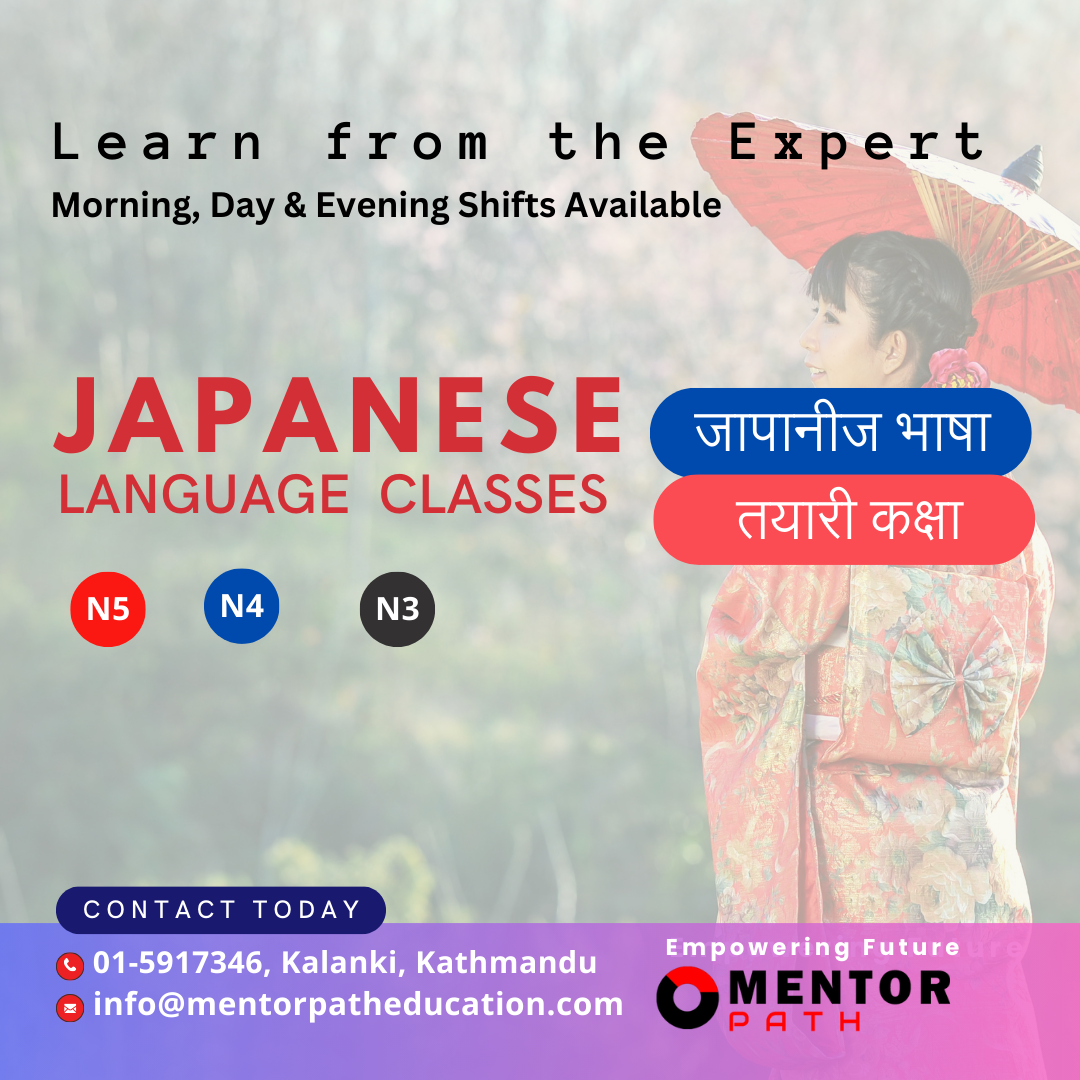 Learn from the Expert
Morning, Day & Evening Shifts Available
JAPANESE
LANGUAGE CLASSES
जापानीज भाषा
तयारी कक्षा
N5 N4 N3
CONTACT TODAY
01-5917346, Kalanki, Kathmandu
info@mentorpatheducation.com
Empowering Future
MENTOR
PATH